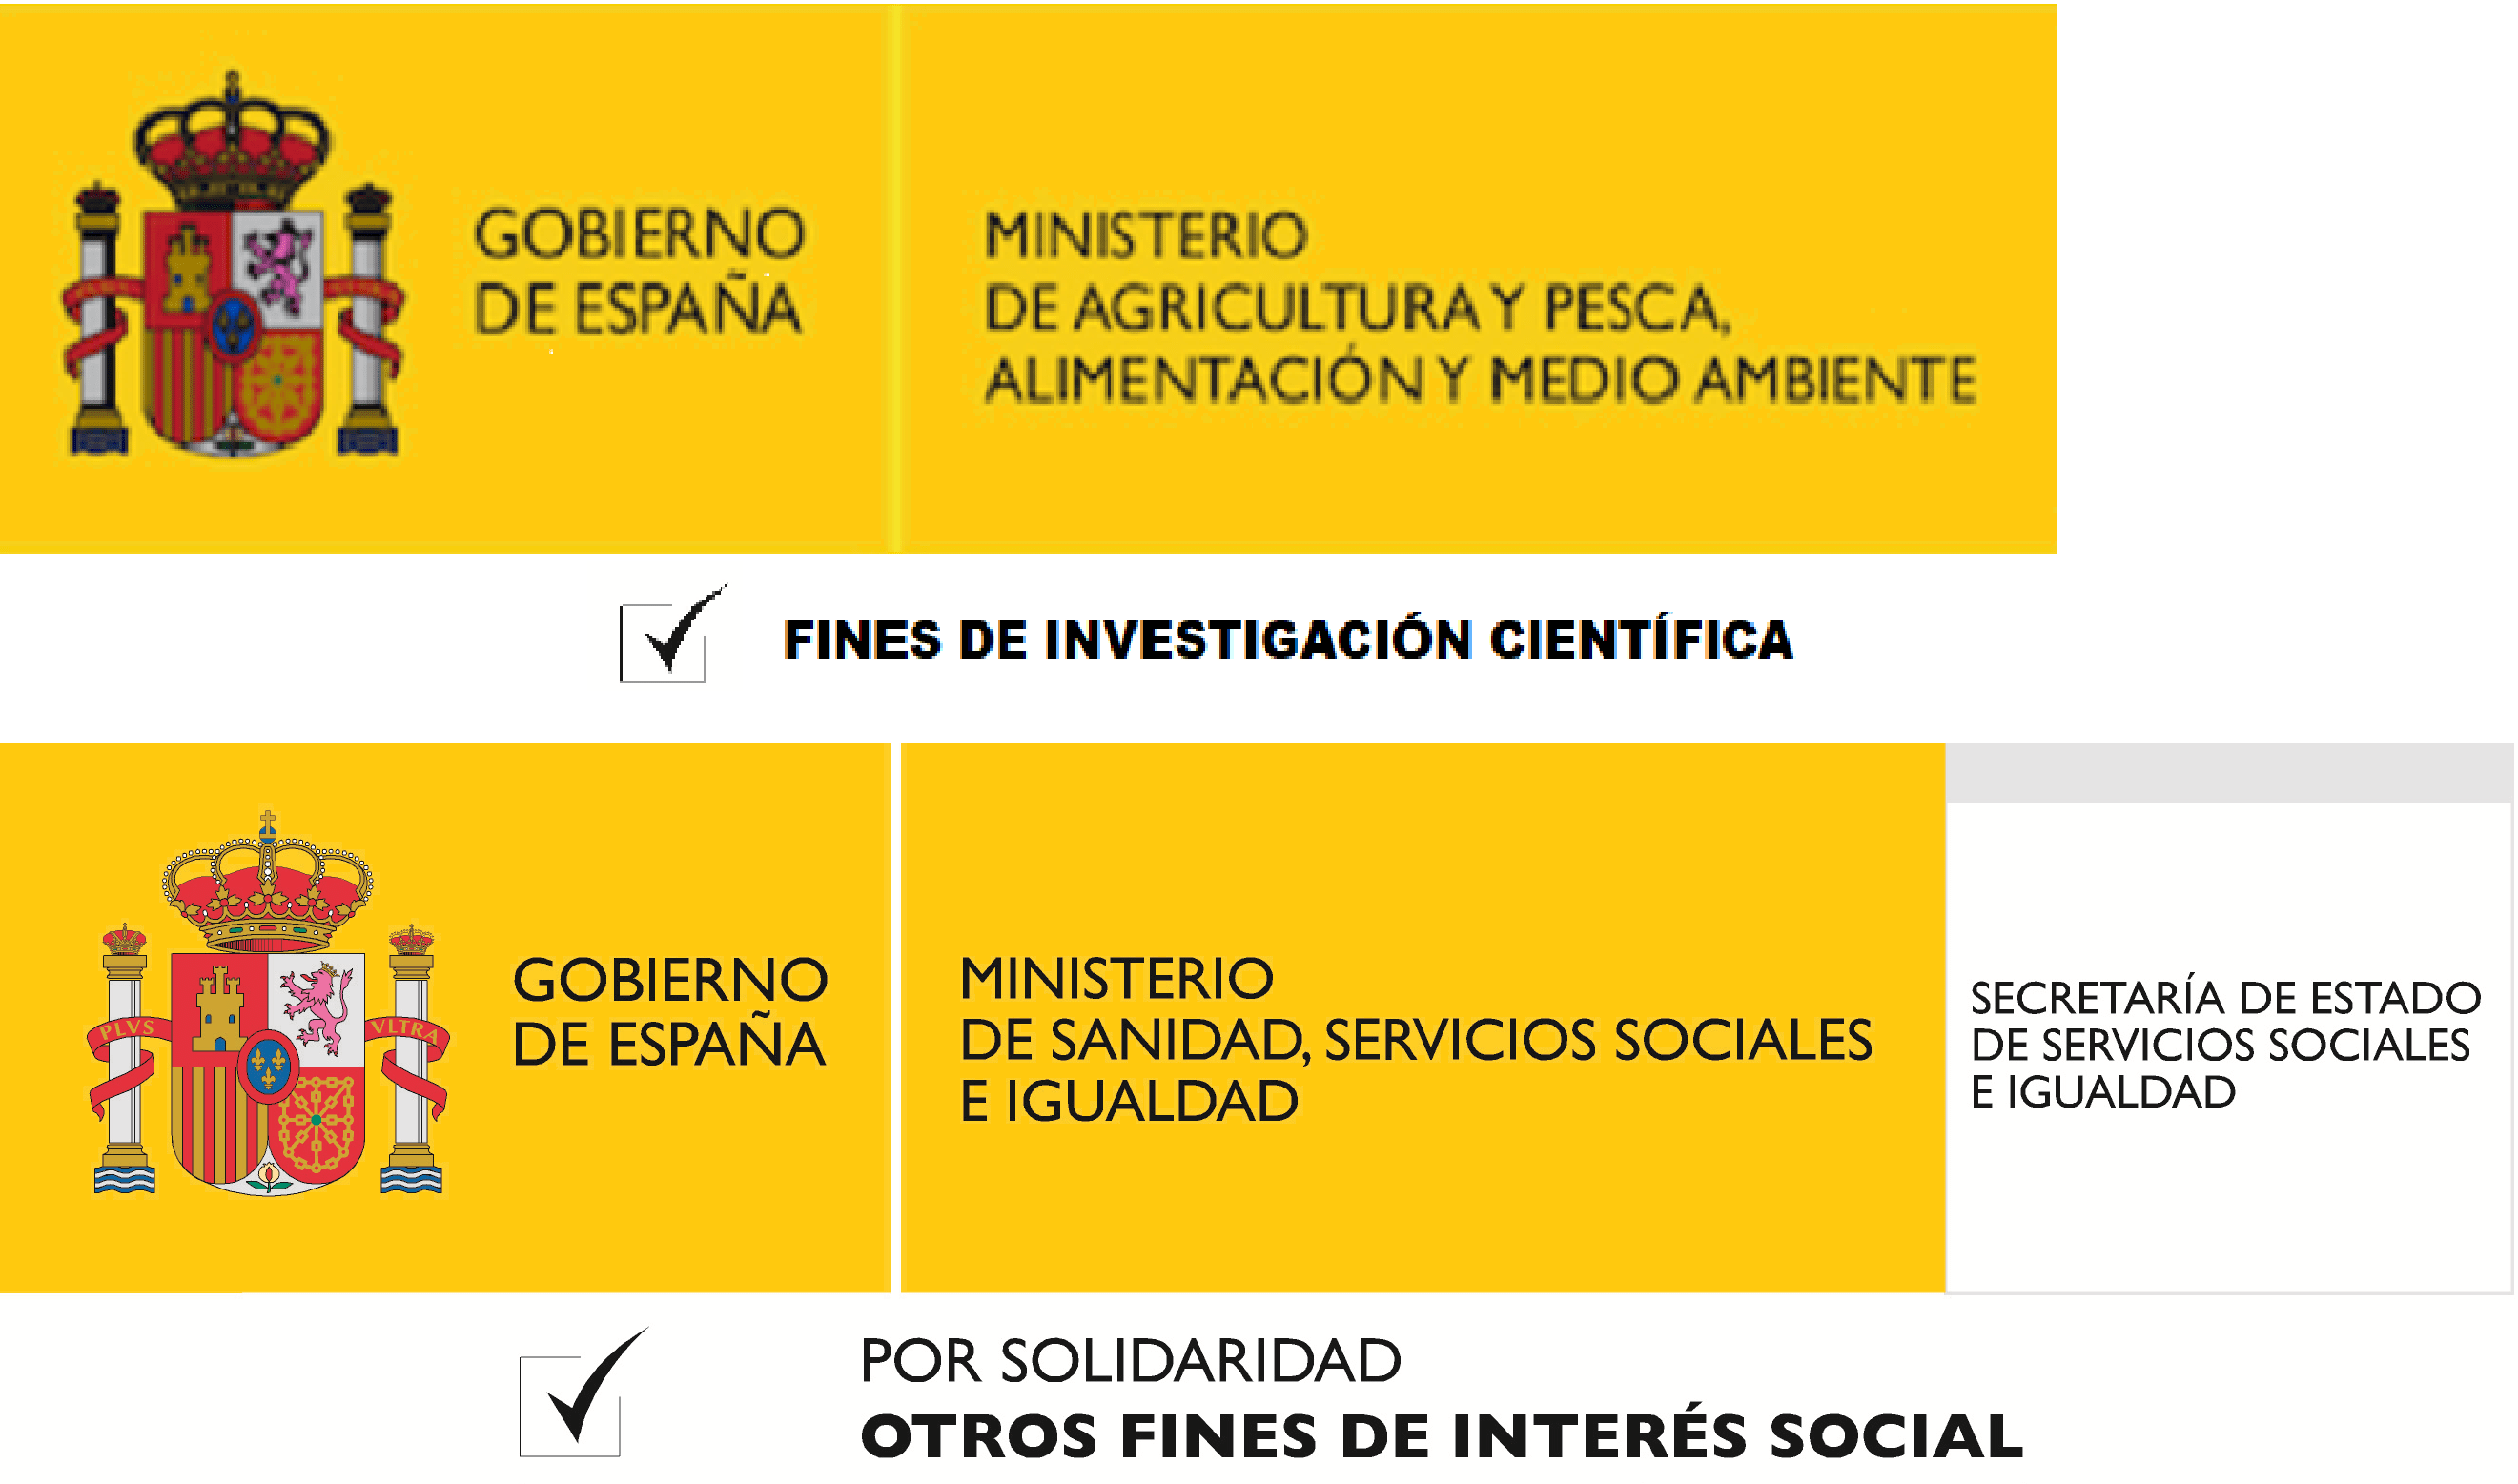 GOBIERNO
DE ESPAÑA
MINISTERIO
DE AGRICULTURA Y PESCA,
ALIMENTACIÓN Y MEDIO AMBIENTE
FINES DE INVESTIGACIÓN CIENTÍFICA
PLVS VLTRA
GOBIERNO
DE ESPAÑA
MINISTERIO
DE SANIDAD, SERVICIOS SOCIALES
E IGUALDAD
SECRETARÍA DE ESTADO
DE SERVICIOS SOCIALES
E IGUALDAD
POR SOLIDARIDAD
OTROS FINES DE INTERÉS SOCIAL